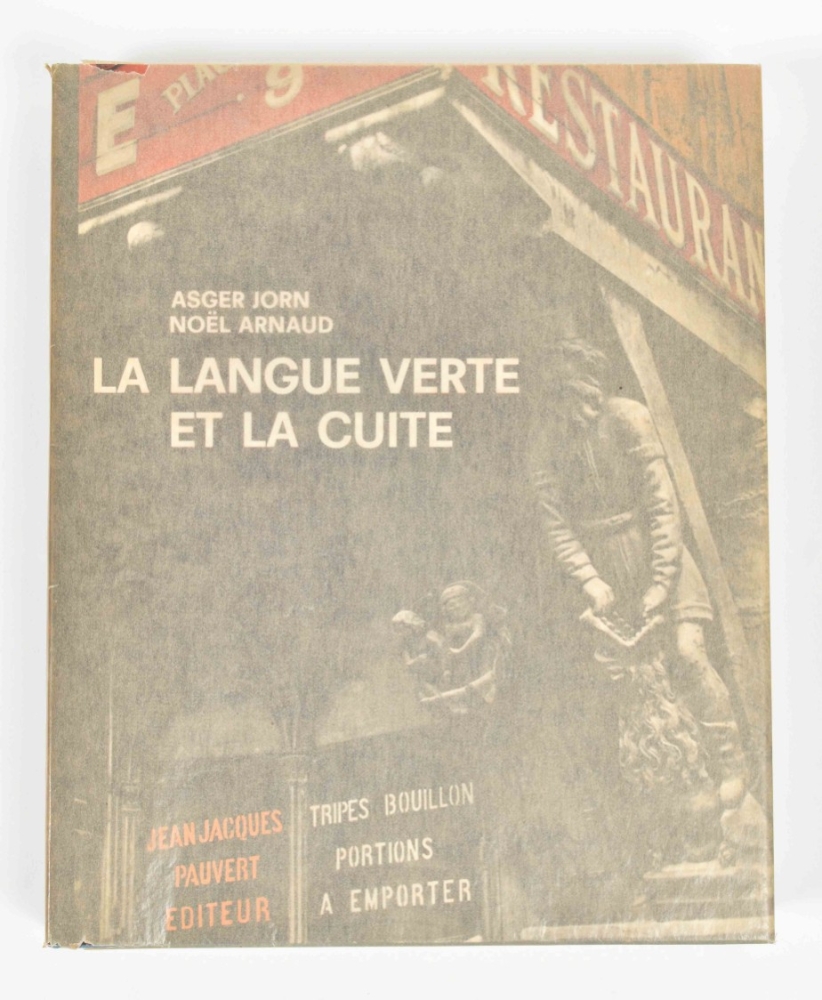 E
9
RESTAURAN
ASGER JORN
NOËL ARNAUD
LA LANGUE VERTE
ET LA CUITE
JEAN JACQUES
PAUVERT
EDITEUR
TRIPES BOUILLON
PORTIONS
A EMPORTER